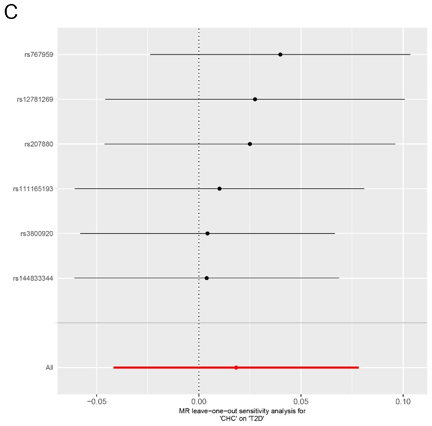 C
rs767959
rs12781269
rs207880
rs111165193
rs3800920
rs144833344
All
−0.05 0.00 0.05 0.10
MR leave−one−out sensitivity analysis for
'CHC' on 'T2D'